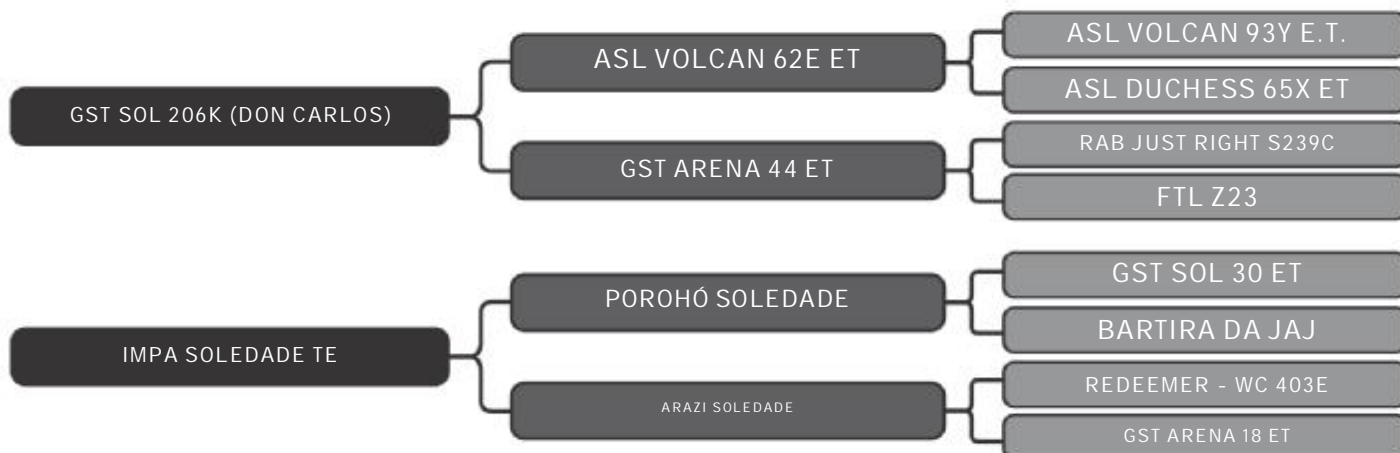 GST SOL 206K (DON CARLOS)
ASL VOLCAN 62E ET
ASL VOLCAN 93Y E.T.
ASL DUCHESS 65X ET
GST ARENA 44 ET
RAB JUST RIGHT S239C
FTL Z23
IMPA SOLEDADE TE
POROHÓ SOLEDADE
GST SOL 30 ET
BARTIRA DA JAJ
ARAZI SOLEDADE
REDEEMER - WC 403E
GST ARENA 18 ET